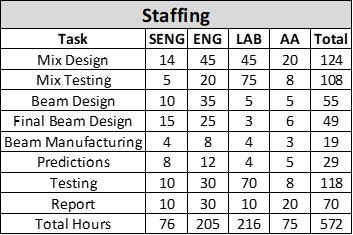 Staffing
Task SENG ENG LAB AA Total
Mix Design 14 45 45 20 124
Mix Testing 5 20 75 8 108
Beam Design 10 35 5 5 55
Final Beam Design 15 25 3 6 49
Beam Manufacturing 4 8 4 3 19
Predictions 8 12 4 5 29
Testing 10 30 70 8 118
Report 10 30 10 20 70
Total Hours 76 205 216 75 572